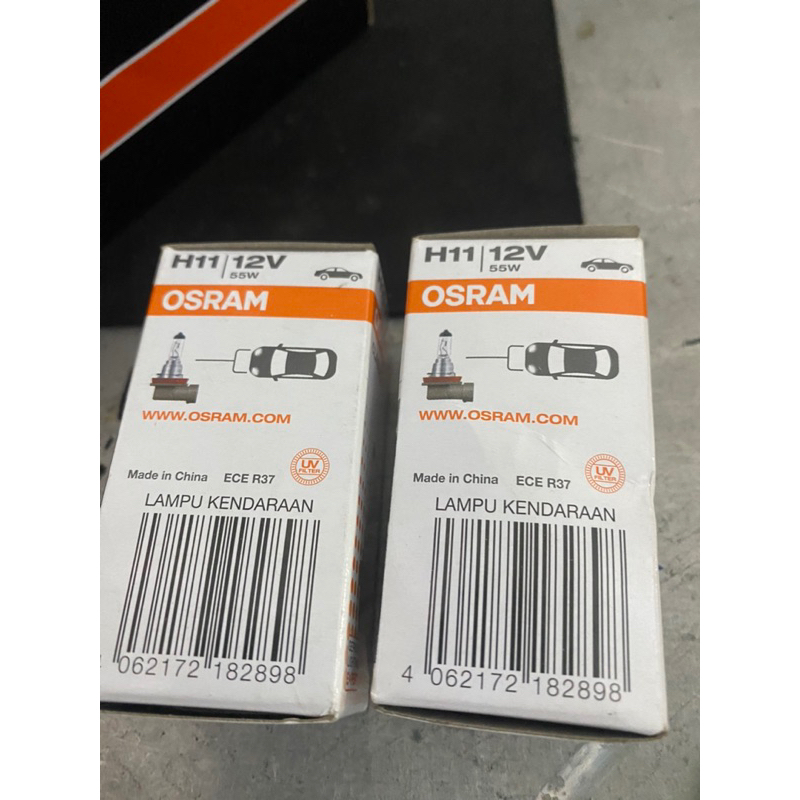 H11 12V
55W
OSRAM
WWW.OSRAM.COM
UV
FILTER
Made in China ECE R37
LAMPU KENDARAAN
062172 182898
H11 12V
55W
OSRAM
WWW.OSRAM.COM
UV
FILTER
Made in China ECE R37
LAMPU KENDARAAN
4 062172 182898